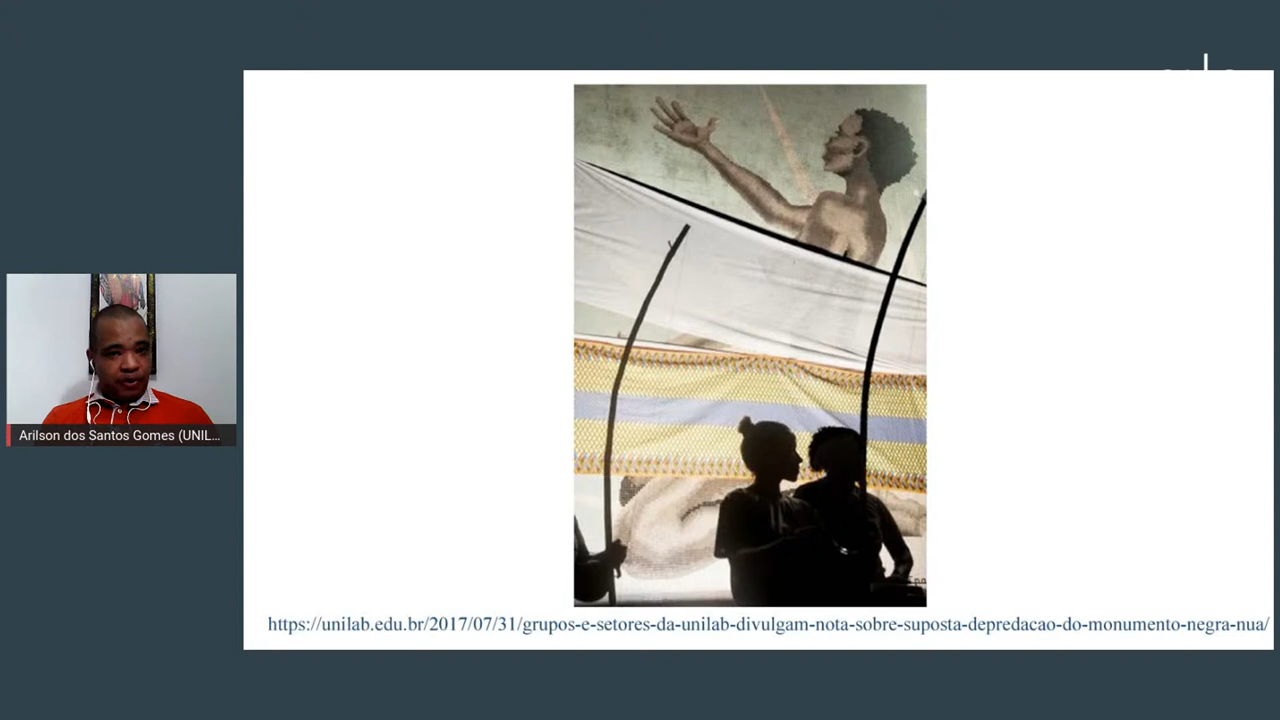 Arilson dos Santos Gomes (UNIL...
https://unilab.edu.br/2017/07/31/grupos-e-setores-da-unilab-divulgam-nota-sobre-suposta-depredacao-do-monumento-negra-nua/